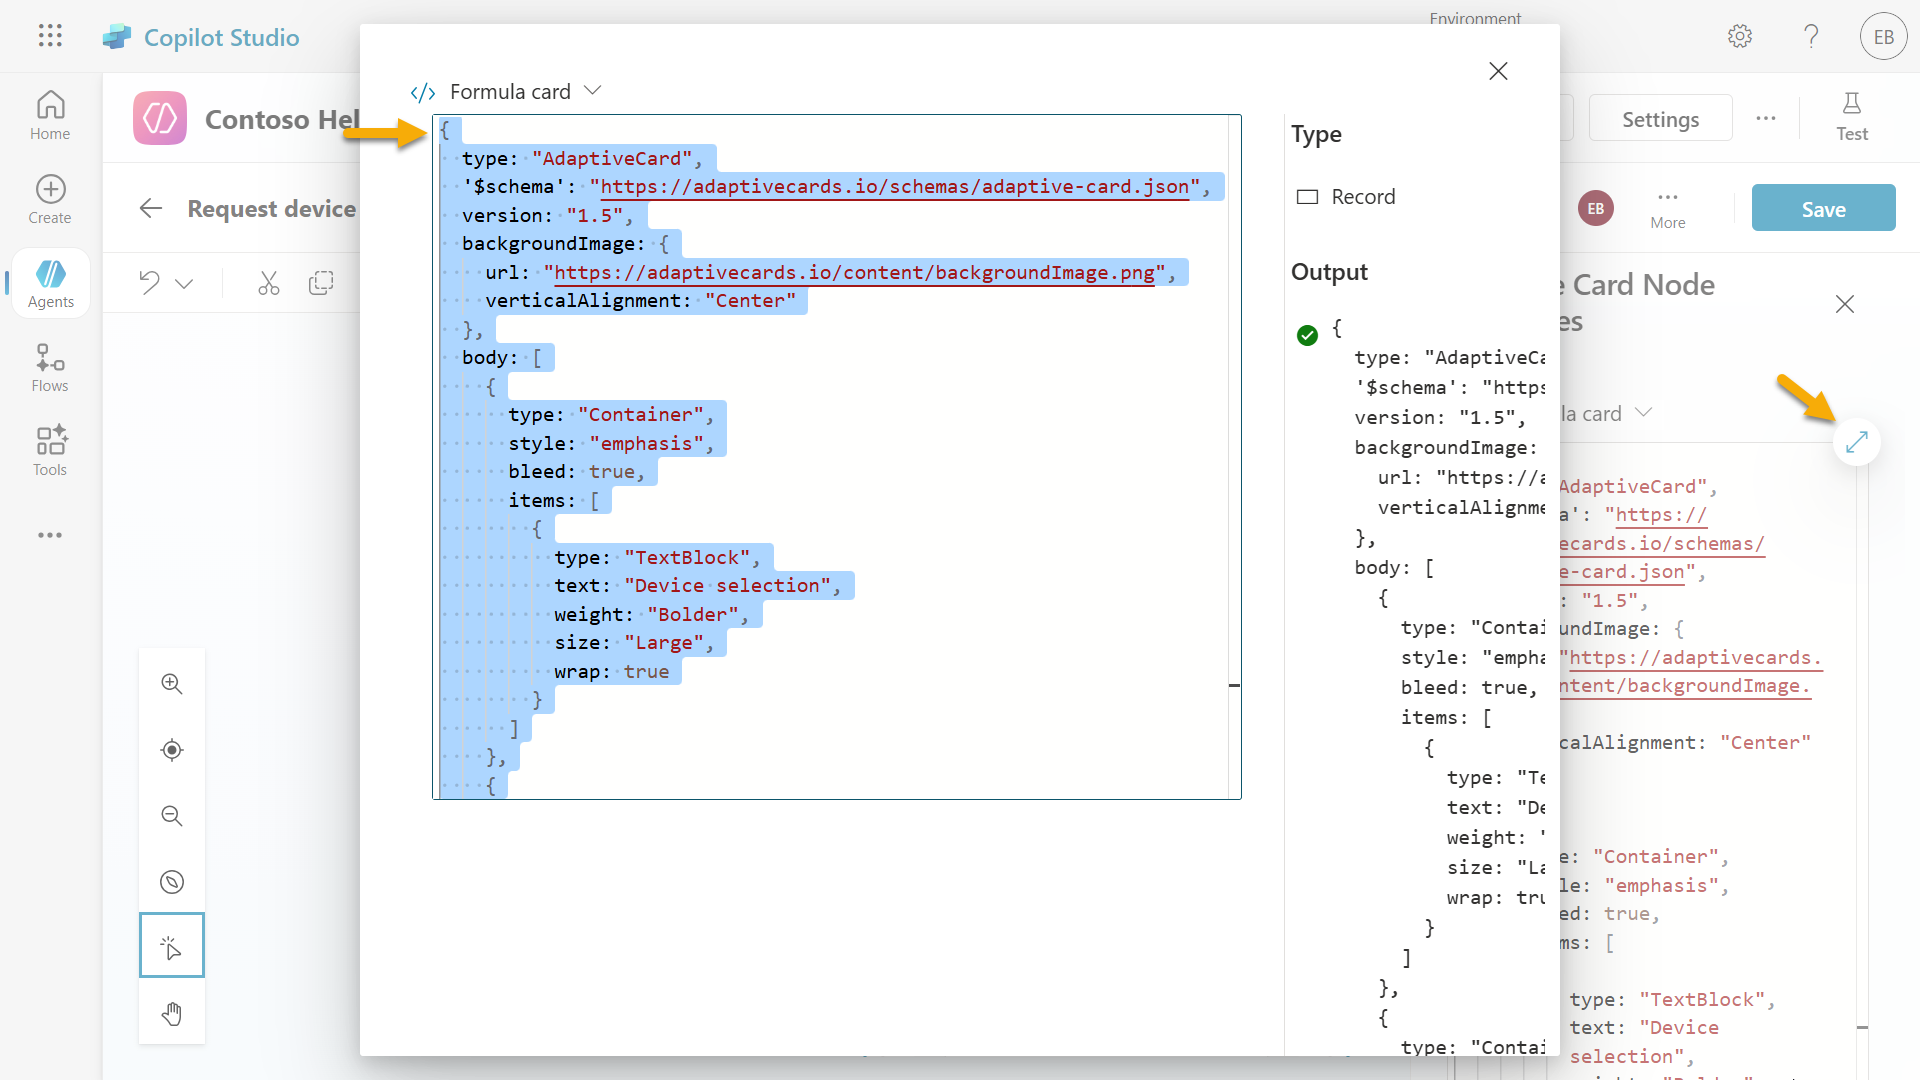 Environment
Copilot Studio
EB
Home
Create
Agents
Flows
Tools
Contoso Hel
Settings
Test
Request device
EB
More
Save
Formula card
{
type: "AdaptiveCard",
'$schema': "https://adaptivecards.io/schemas/adaptive-card.json",
version: "1.5",
backgroundImage: {
url: "https://adaptivecards.io/content/backgroundImage.png",
verticalAlignment: "Center"
},
body: [
{
type: "Container",
style: "emphasis",
bleed: true,
items: [
{
type: "TextBlock",
text: "Device selection",
weight: "Bolder",
size: "Large",
wrap: true
}
]
},
{
Type
Record
Output
{
type: "AdaptiveCa
'$schema': "https
version: "1.5",
backgroundImage:
url: "https://a
verticalAlignme
},
body: [
{
type: "Contai
style: "empha
bleed: true,
items: [
{
type: "Te
text: "De
weight: "
size: "La
wrap: tru
}
]
},
{
type: "Contai
e Card Node
es
la card
AdaptiveCard",
a': "https://
ecards.io/schemas/
e-card.json",
: "1.5",
undImage: {
"https://adaptivecards.
ntent/backgroundImage.
calAlignment: "Center"
e: "Container",
le: "emphasis",
ed: true,
ms: [
type: "TextBlock",
text: "Device
selection",